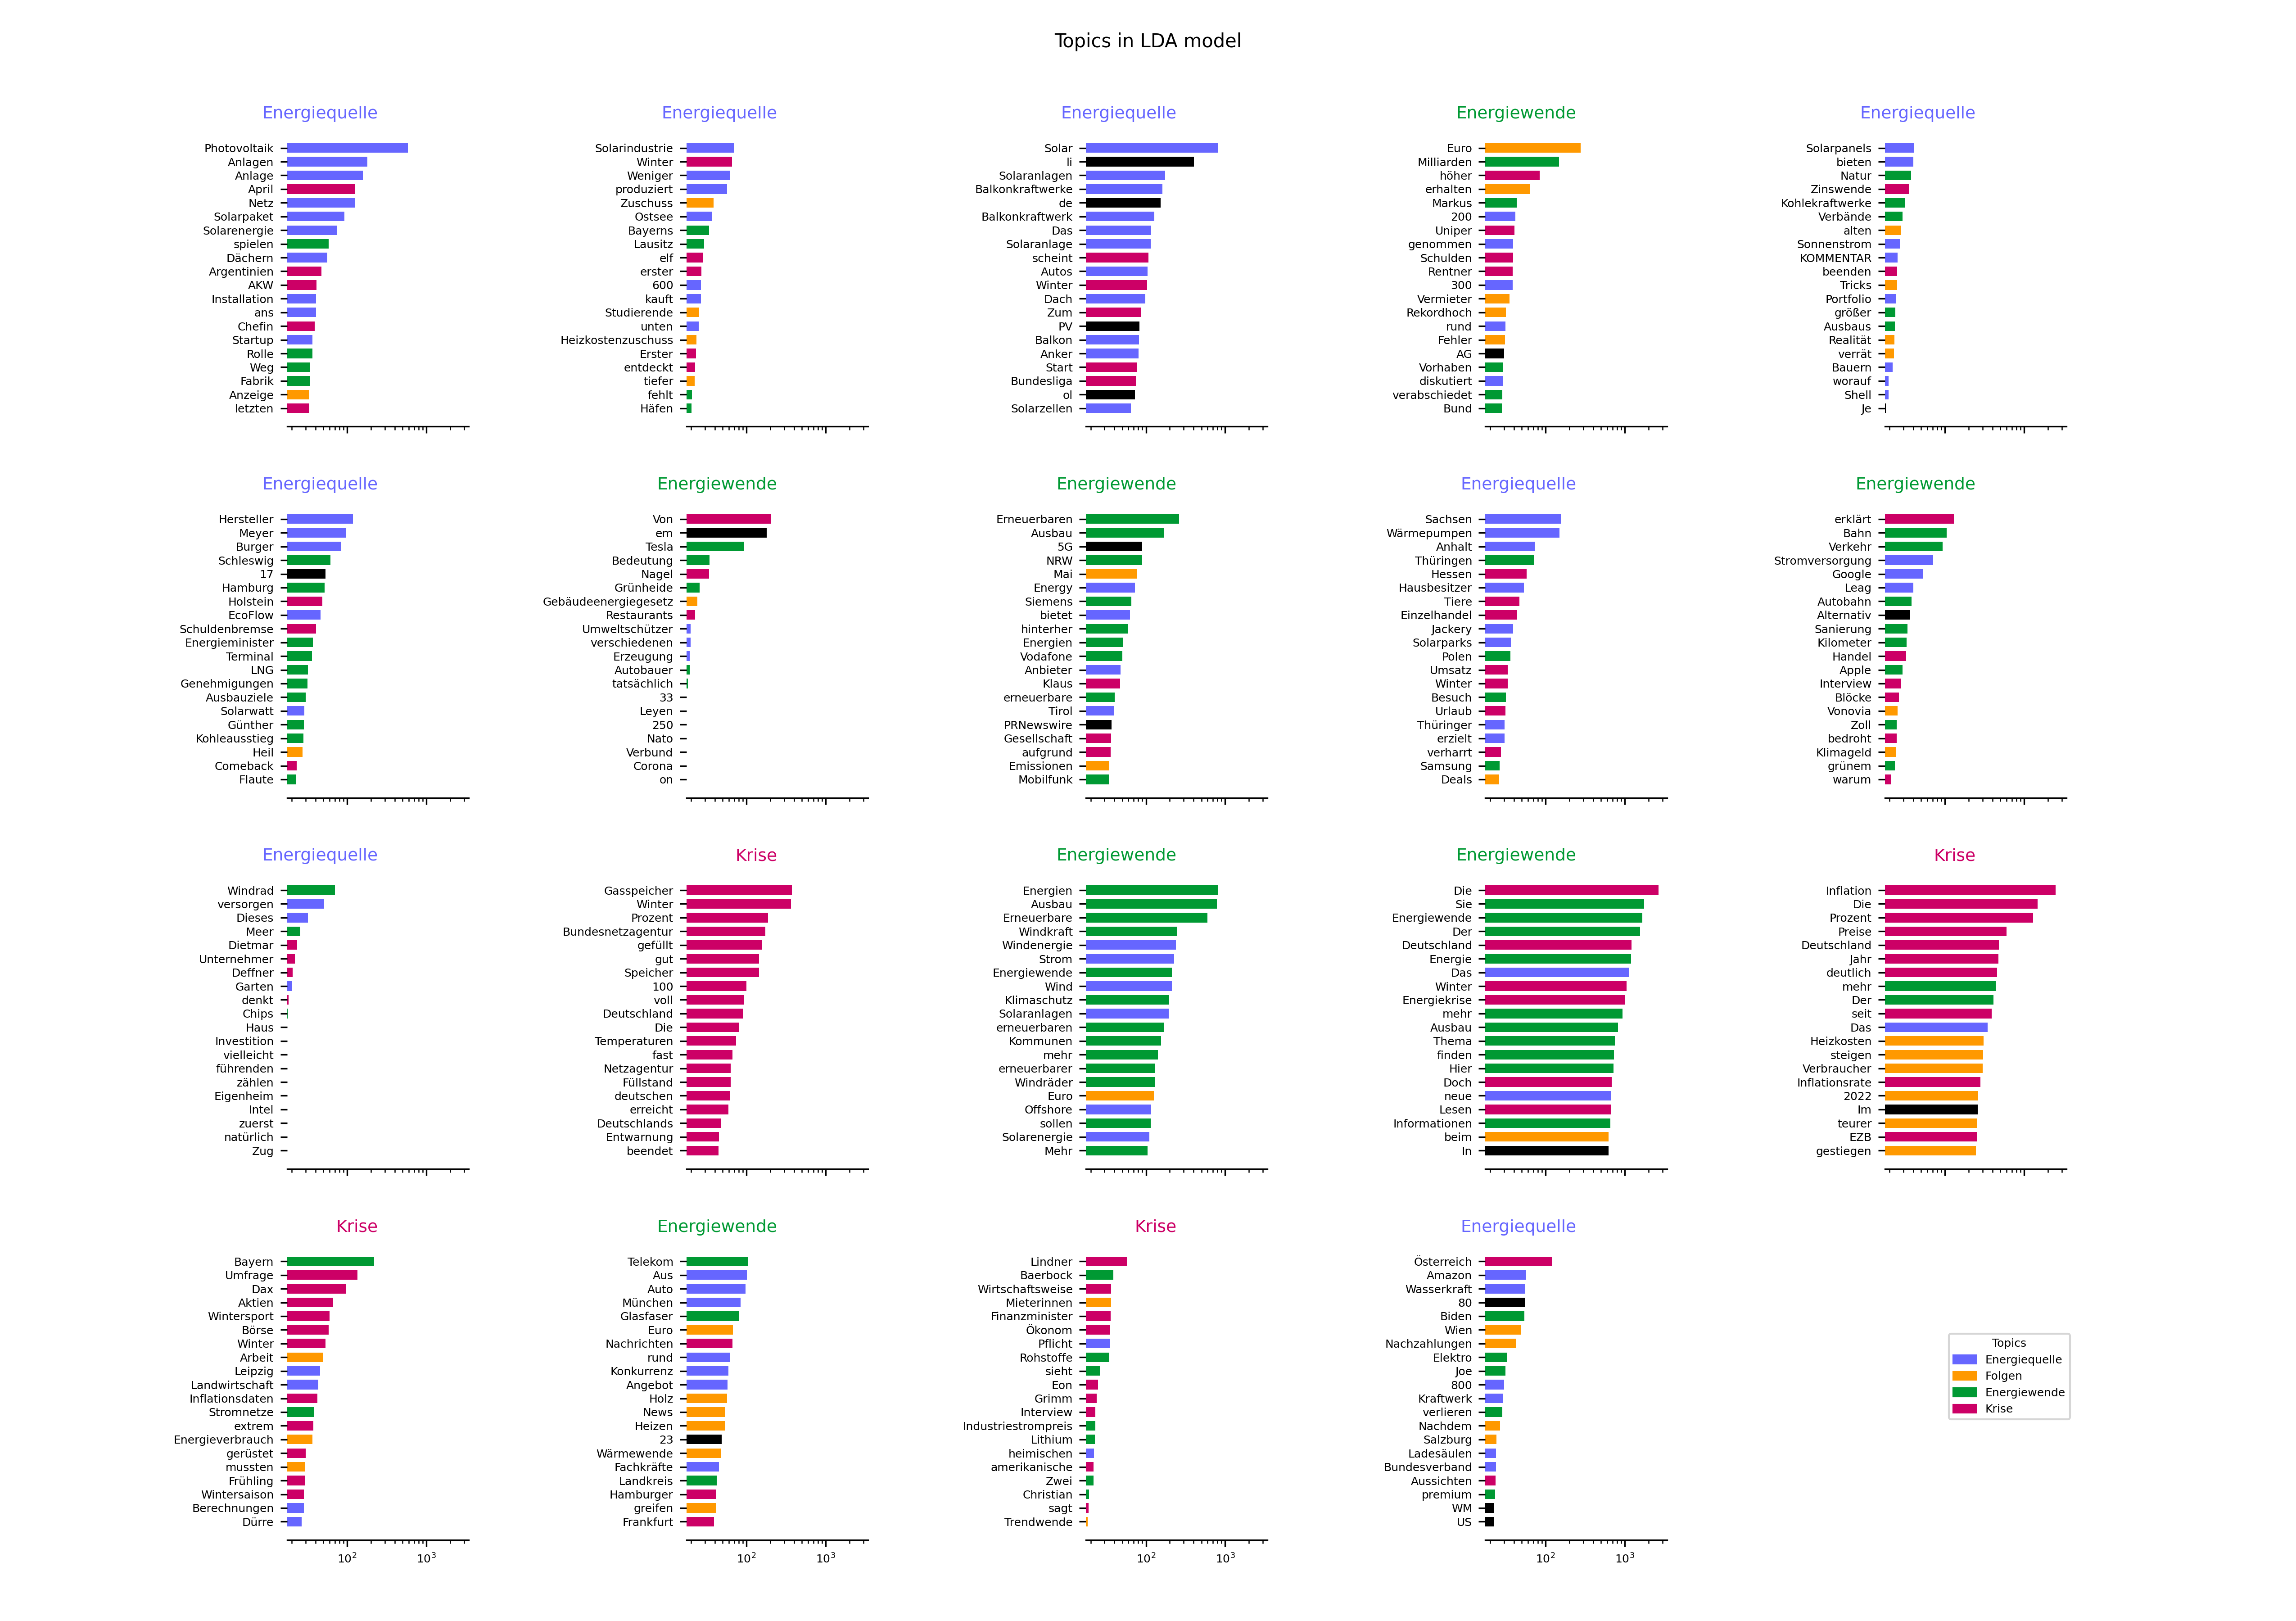 Topics in LDA model
Energiequelle
Photovoltaik
Anlagen
Anlage
April
Netz
Solarpaket
Solarenergie
spielen
Dächern
Argentinien
AKW
Installation
ans
Chefin
Startup
Rolle
Weg
Fabrik
Anzeige
letzten
Energiequelle
Solarindustrie
Winter
Weniger
produziert
Zuschuss
Ostsee
Bayerns
Lausitz
elf
erster
600
kauft
Studierende
unten
Heizkostenzuschuss
Erster
entdeckt
tiefer
fehlt
Häfen
Energiequelle
Solar
li
Solaranlagen
Balkonkraftwerke
de
Balkonkraftwerk
Das
Solaranlage
scheint
Autos
Winter
Dach
Zum
PV
Balkon
Anker
Start
Bundesliga
ol
Solarzellen
Energiewende
Euro
Milliarden
höher
erhalten
Markus
200
Uniper
genommen
Schulden
Rentner
300
Vermieter
Rekordhoch
rund
Fehler
AG
Vorhaben
diskutiert
verabschiedet
Bund
Energiequelle
Solarpanels
bieten
Natur
Zinswende
Kohlekraftwerke
Verbände
alten
Sonnenstrom
KOMMENTAR
beenden
Tricks
Portfolio
größer
Ausbaus
Realität
verrät
Bauern
worauf
Shell
Je
Energiequelle
Hersteller
Meyer
Burger
Schleswig
17
Hamburg
Holstein
EcoFlow
Schuldenbremse
Energieminister
Terminal
LNG
Genehmigungen
Ausbauziele
Solarwatt
Günther
Kohleausstieg
Heil
Comeback
Flaute
Energiewende
Von
em
Tesla
Bedeutung
Nagel
Grünheide
Gebäudeenergiegesetz
Restaurants
Umweltschützer
verschiedenen
Erzeugung
Autobauer
tatsächlich
33
Leyen
250
Nato
Verbund
Corona
on
Energiewende
Erneuerbaren
Ausbau
5G
NRW
Mai
Energy
Siemens
bietet
hinterher
Energien
Vodafone
Anbieter
Klaus
erneuerbare
Tirol
PRNewswire
Gesellschaft
aufgrund
Emissionen
Mobilfunk
Energiequelle
Sachsen
Wärmepumpen
Anhalt
Thüringen
Hessen
Hausbesitzer
Tiere
Einzelhandel
Jackery
Solarparks
Polen
Umsatz
Winter
Besuch
Urlaub
Thüringer
erzielt
verharrt
Samsung
Deals
Energiewende
erklärt
Bahn
Verkehr
Stromversorgung
Google
Leag
Autobahn
Alternativ
Sanierung
Kilometer
Handel
Apple
Interview
Blöcke
Vonovia
Zoll
bedroht
Klimageld
grünem
warum
Energiequelle
Windrad
versorgen
Dieses
Meer
Dietmar
Unternehmer
Deffner
Garten
denkt
Chips
Haus
Investition
vielleicht
führenden
zählen
Eigenheim
Intel
zuerst
natürlich
Zug
Krise
Gasspeicher
Winter
Prozent
Bundesnetzagentur
gefüllt
gut
Speicher
100
voll
Deutschland
Die
Temperaturen
fast
Netzagentur
Füllstand
deutschen
erreicht
Deutschlands
Entwarnung
beendet
Energiewende
Energien
Ausbau
Erneuerbare
Windkraft
Windenergie
Strom
Energiewende
Wind
Klimaschutz
Solaranlagen
erneuerbaren
Kommunen
mehr
erneuerbarer
Windräder
Euro
Offshore
sollen
Solarenergie
Mehr
Energiewende
Die
Sie
Energiewende
Der
Deutschland
Energie
Das
Winter
Energiekrise
mehr
Ausbau
Thema
finden
Hier
Doch
neue
Lesen
Informationen
beim
In
Krise
Inflation
Die
Prozent
Preise
Deutschland
Jahr
deutlich
mehr
Der
seit
Das
Heizkosten
steigen
Verbraucher
Inflationsrate
2022
Im
teurer
EZB
gestiegen
Krise
Bayern
Umfrage
Dax
Aktien
Wintersport
Börse
Winter
Arbeit
Leipzig
Landwirtschaft
Inflationsdaten
Stromnetze
extrem
Energieverbrauch
gerüstet
mussten
Frühling
Wintersaison
Berechnungen
Dürre
10²
10³
Energiewende
Telekom
Aus
Auto
München
Glasfaser
Euro
Nachrichten
rund
Konkurrenz
Angebot
Holz
News
Heizen
23
Wärmewende
Fachkräfte
Landkreis
Hamburger
greifen
Frankfurt
10²
10³
Krise
Lindner
Baerbock
Wirtschaftsweise
Mieterinnen
Finanzminister
Ökonom
Pflicht
Rohstoffe
sieht
Eon
Grimm
Interview
Industriestrompreis
Lithium
heimischen
amerikanische
Zwei
Christian
sagt
Trendwende
10²
10³
Energiequelle
Österreich
Amazon
Wasserkraft
80
Biden
Wien
Nachzahlungen
Elektro
Joe
800
Kraftwerk
verlieren
Nachdem
Salzburg
Ladesäulen
Bundesverband
Aussichten
premium
WM
US
10²
10³
Topics
Energiequelle
Folgen
Energiewende
Krise